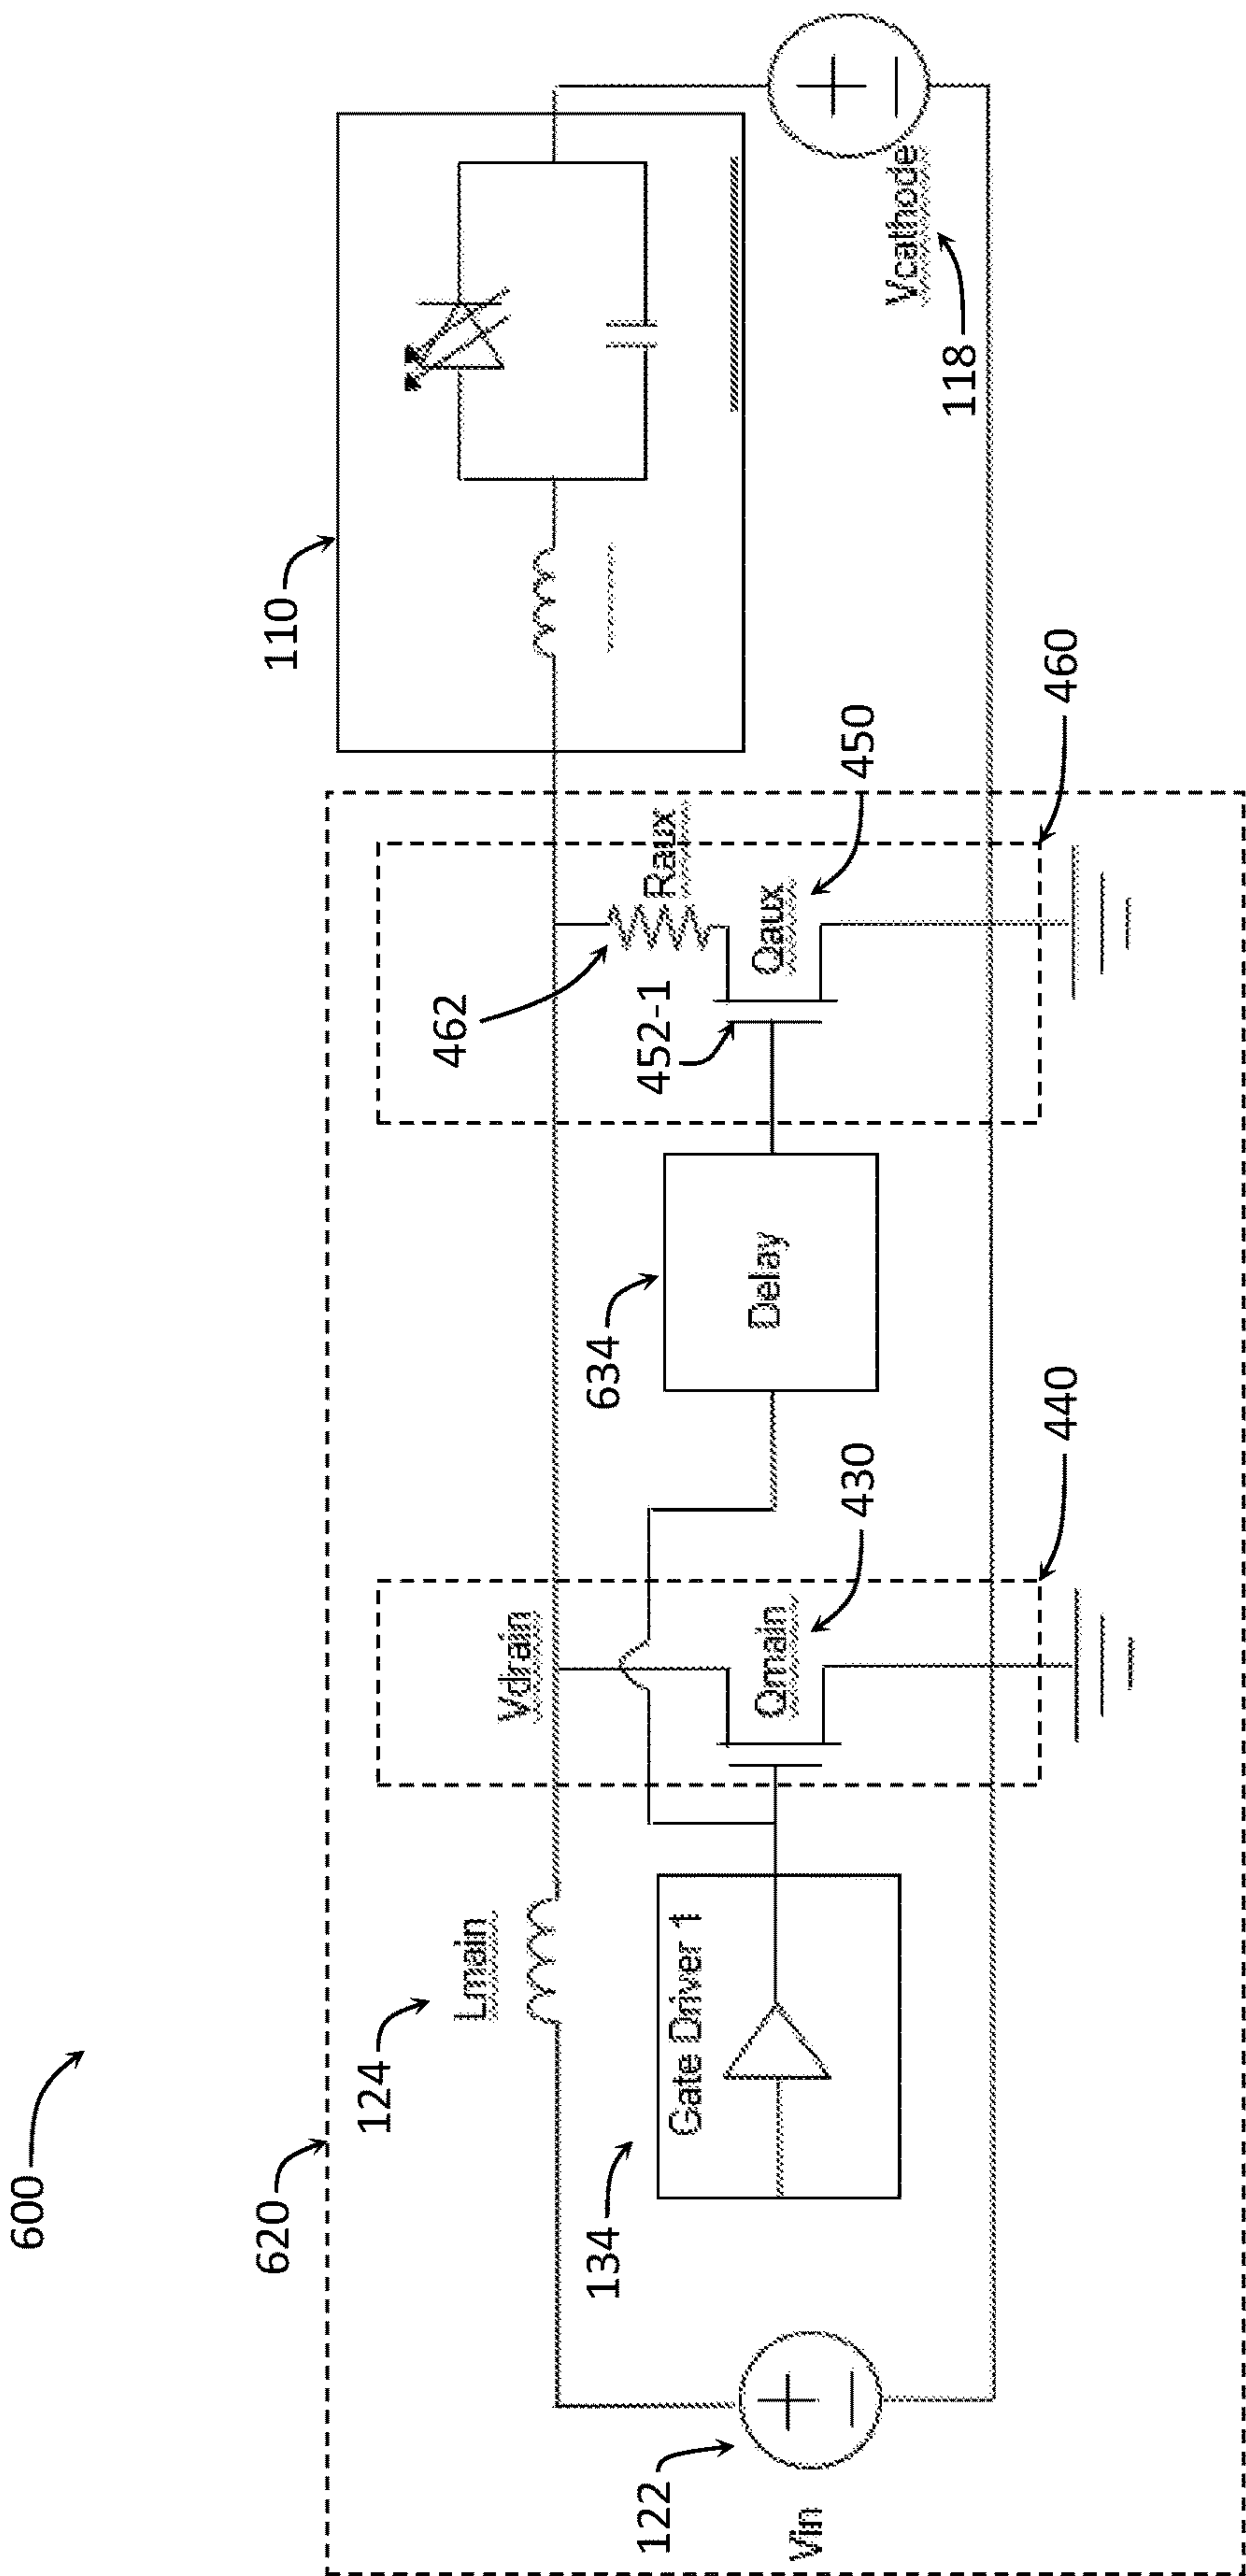 600
620
110
124
Lmain
Vdrain
462
Raux
134
Gate Driver 1
634
Delay
452-1
Qmain
Qaux
430
450
122
Vin
Vcathode
118
440
460